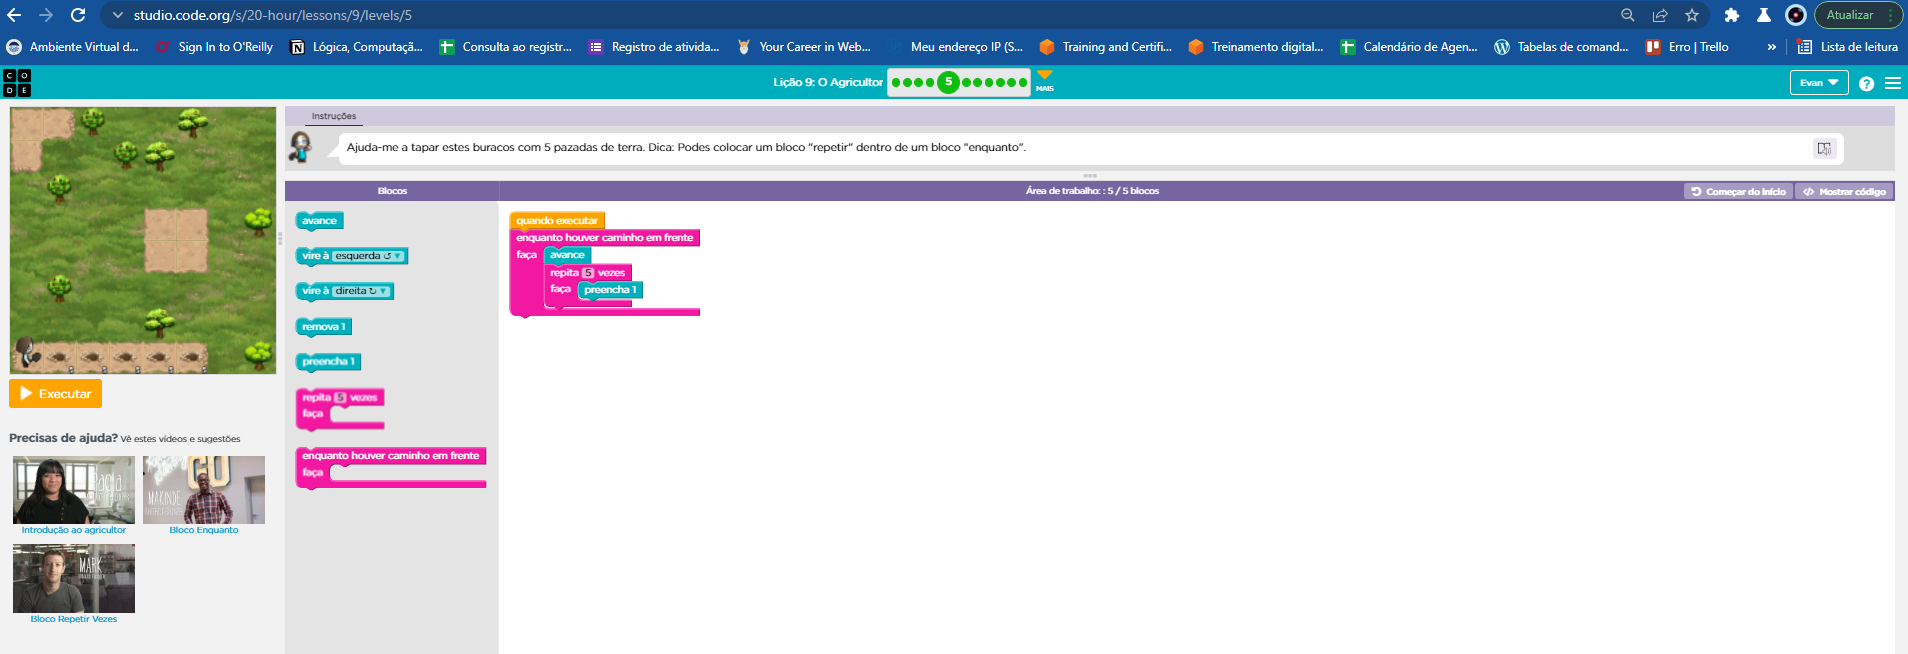 studio.code.org/s/20-hour/lessons/9/levels/5
Atualizar
Ambiente Virtual d...
Sign In to O'Reilly
Lógica, Computaçã...
Consulta ao registr...
Registro de ativida...
Your Career in Web...
Meu endereço IP (S...
Training and Certifi...
Treinamento digital...
Calendário de Agen...
Tabelas de comand...
Erro | Trello
»
Lista de leitura
C O
D E
Lição 9: O Agricultor
5
MAIS
Evan
?
Instruções
Ajuda-me a tapar estes buracos com 5 pazadas de terra. Dica: Podes colocar um bloco "repetir" dentro de um bloco "enquanto".
Blocos
Área de trabalho: : 5 / 5 blocos
Começar do início
Mostrar código
avance
vire à esquerda ↺
vire à direita ↻
remova 1
preencha 1
repita 5 vezes
faça
enquanto houver caminho em frente
faça
quando executar
enquanto houver caminho em frente
faça avance
repita 5 vezes
faça preencha 1
Executar
Precisas de ajuda? Vê estes vídeos e sugestões
Paola
Introdução ao agricultor
MAKINDE
Bloco Enquanto
MARK
Bloco Repetir Vezes